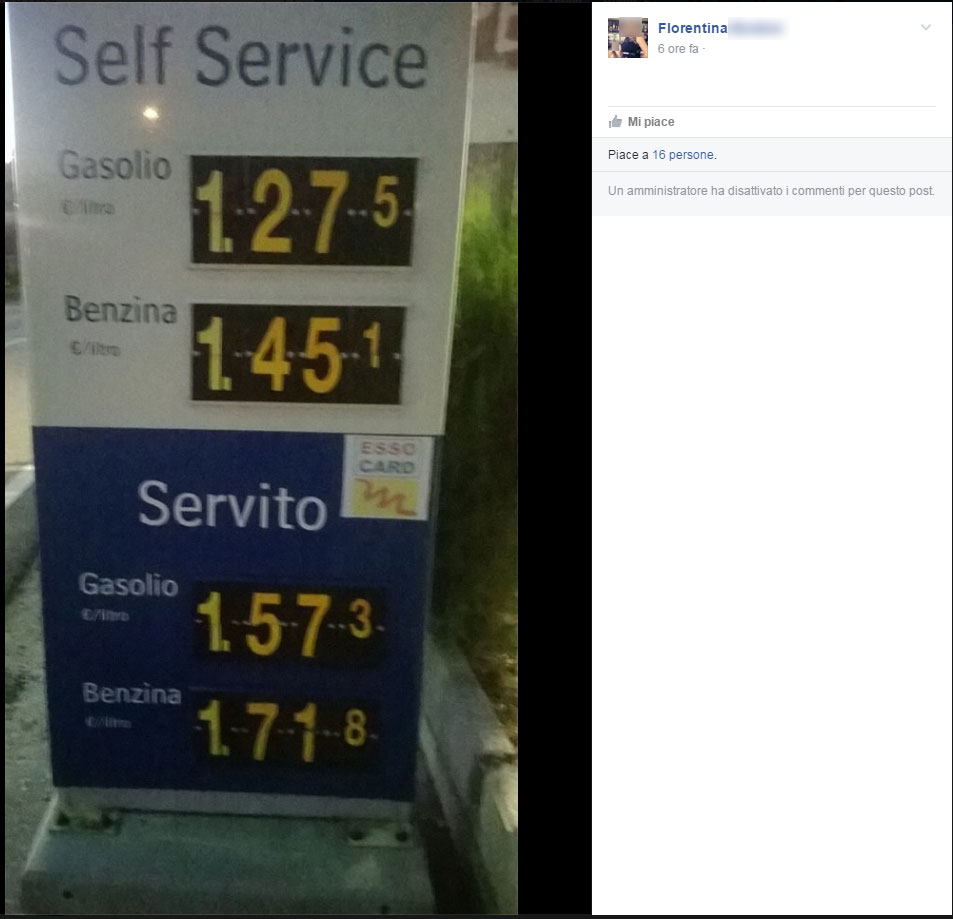 Self Service
Gasolio
€/litro
1.27 5
Benzina
€/litro
1.45 1
ESSO
CARD
Servito
Gasolio
€/litro
1.57 3
Benzina
€/litro
1.71 8
Florentina
6 ore fa ·
Mi piace
Piace a 16 persone.
Un amministratore ha disattivato i commenti per questo post.